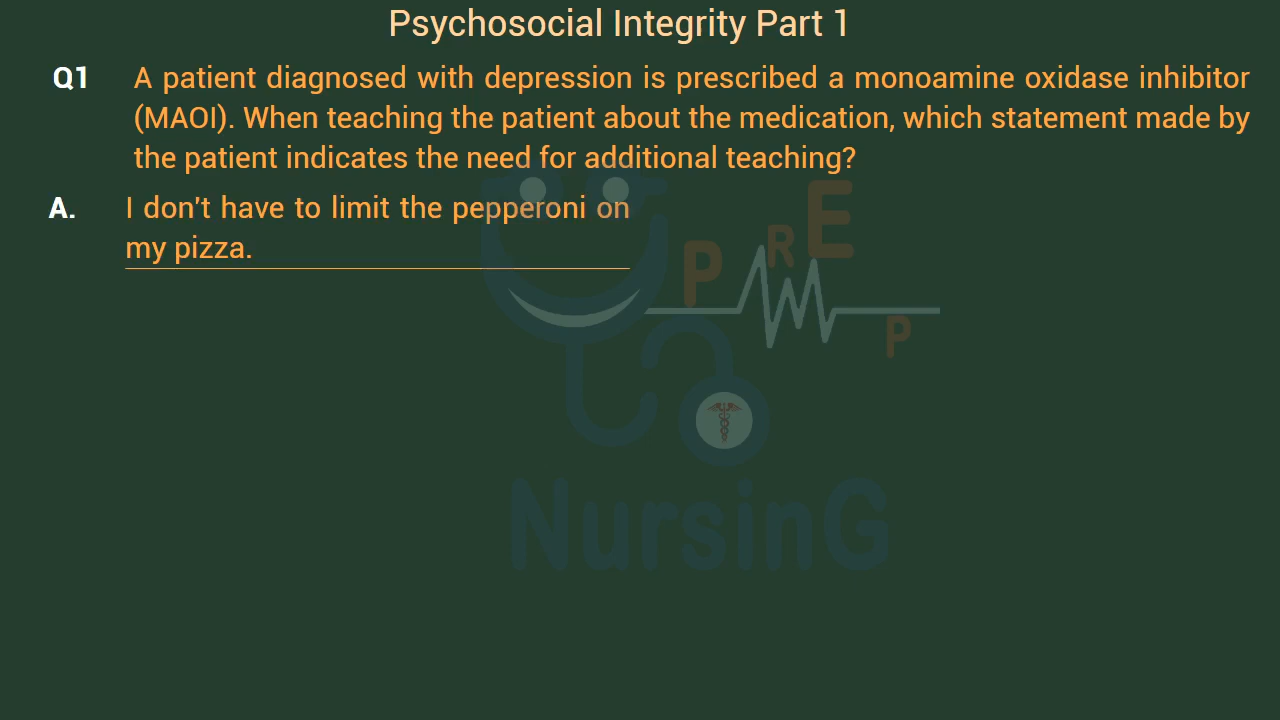 Psychosocial Integrity Part 1
Q1 A patient diagnosed with depression is prescribed a monoamine oxidase inhibitor
(MAOI). When teaching the patient about the medication, which statement made by
the patient indicates the need for additional teaching?
A. I don't have to limit the pepperoni on
my pizza.
PREP
NursinG